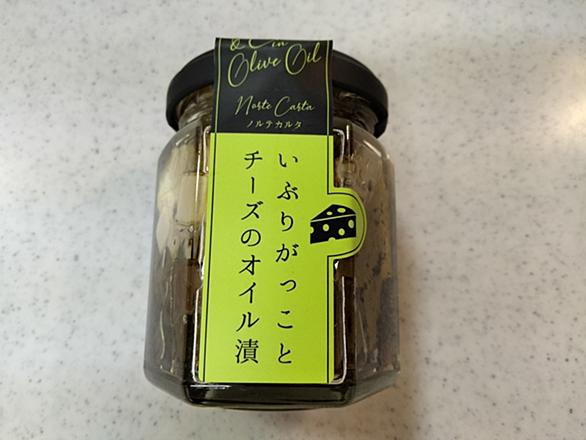 Olive Oil
Norte Carta
ノルテカルタ
いぶりがっこと
チーズのオイル漬